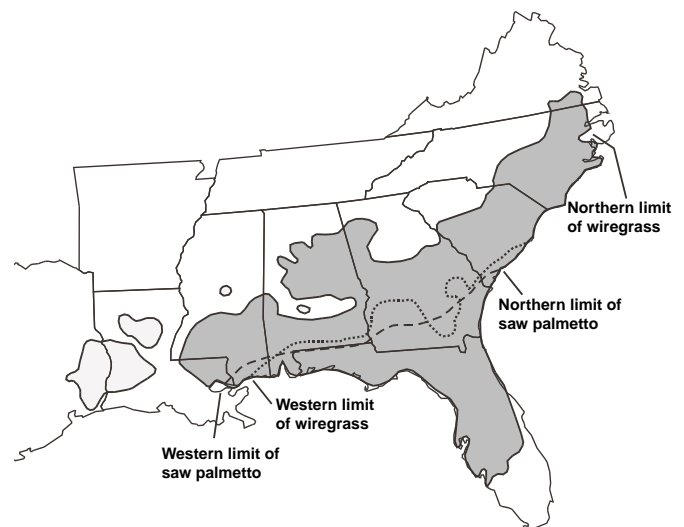 Northern limit
of wiregrass
Northern limit of
saw palmetto
Western limit
of wiregrass
Western limit of
saw palmetto